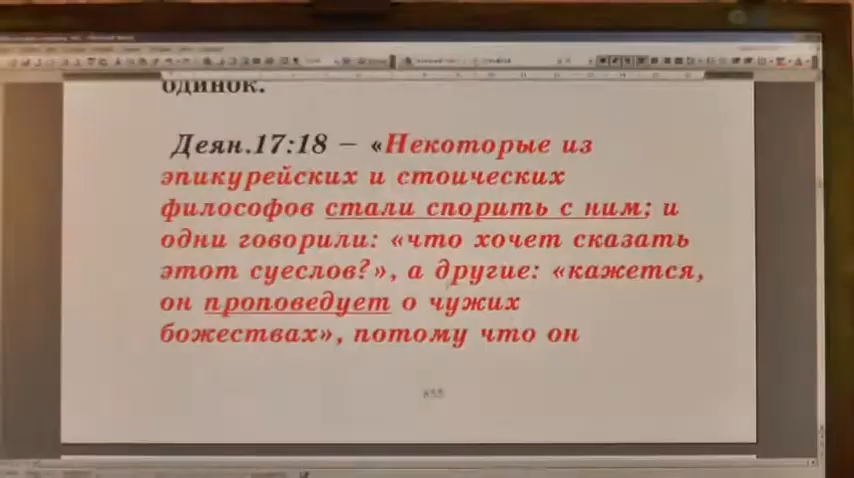 одинок.
Деян.17:18 – «Некоторые из
эпикурейских и стоических
философов стали спорить с ним; и
одни говорили: «что хочет сказать
этот суеслов?», а другие: «кажется,
он проповедует о чужих
божествах», потому что он